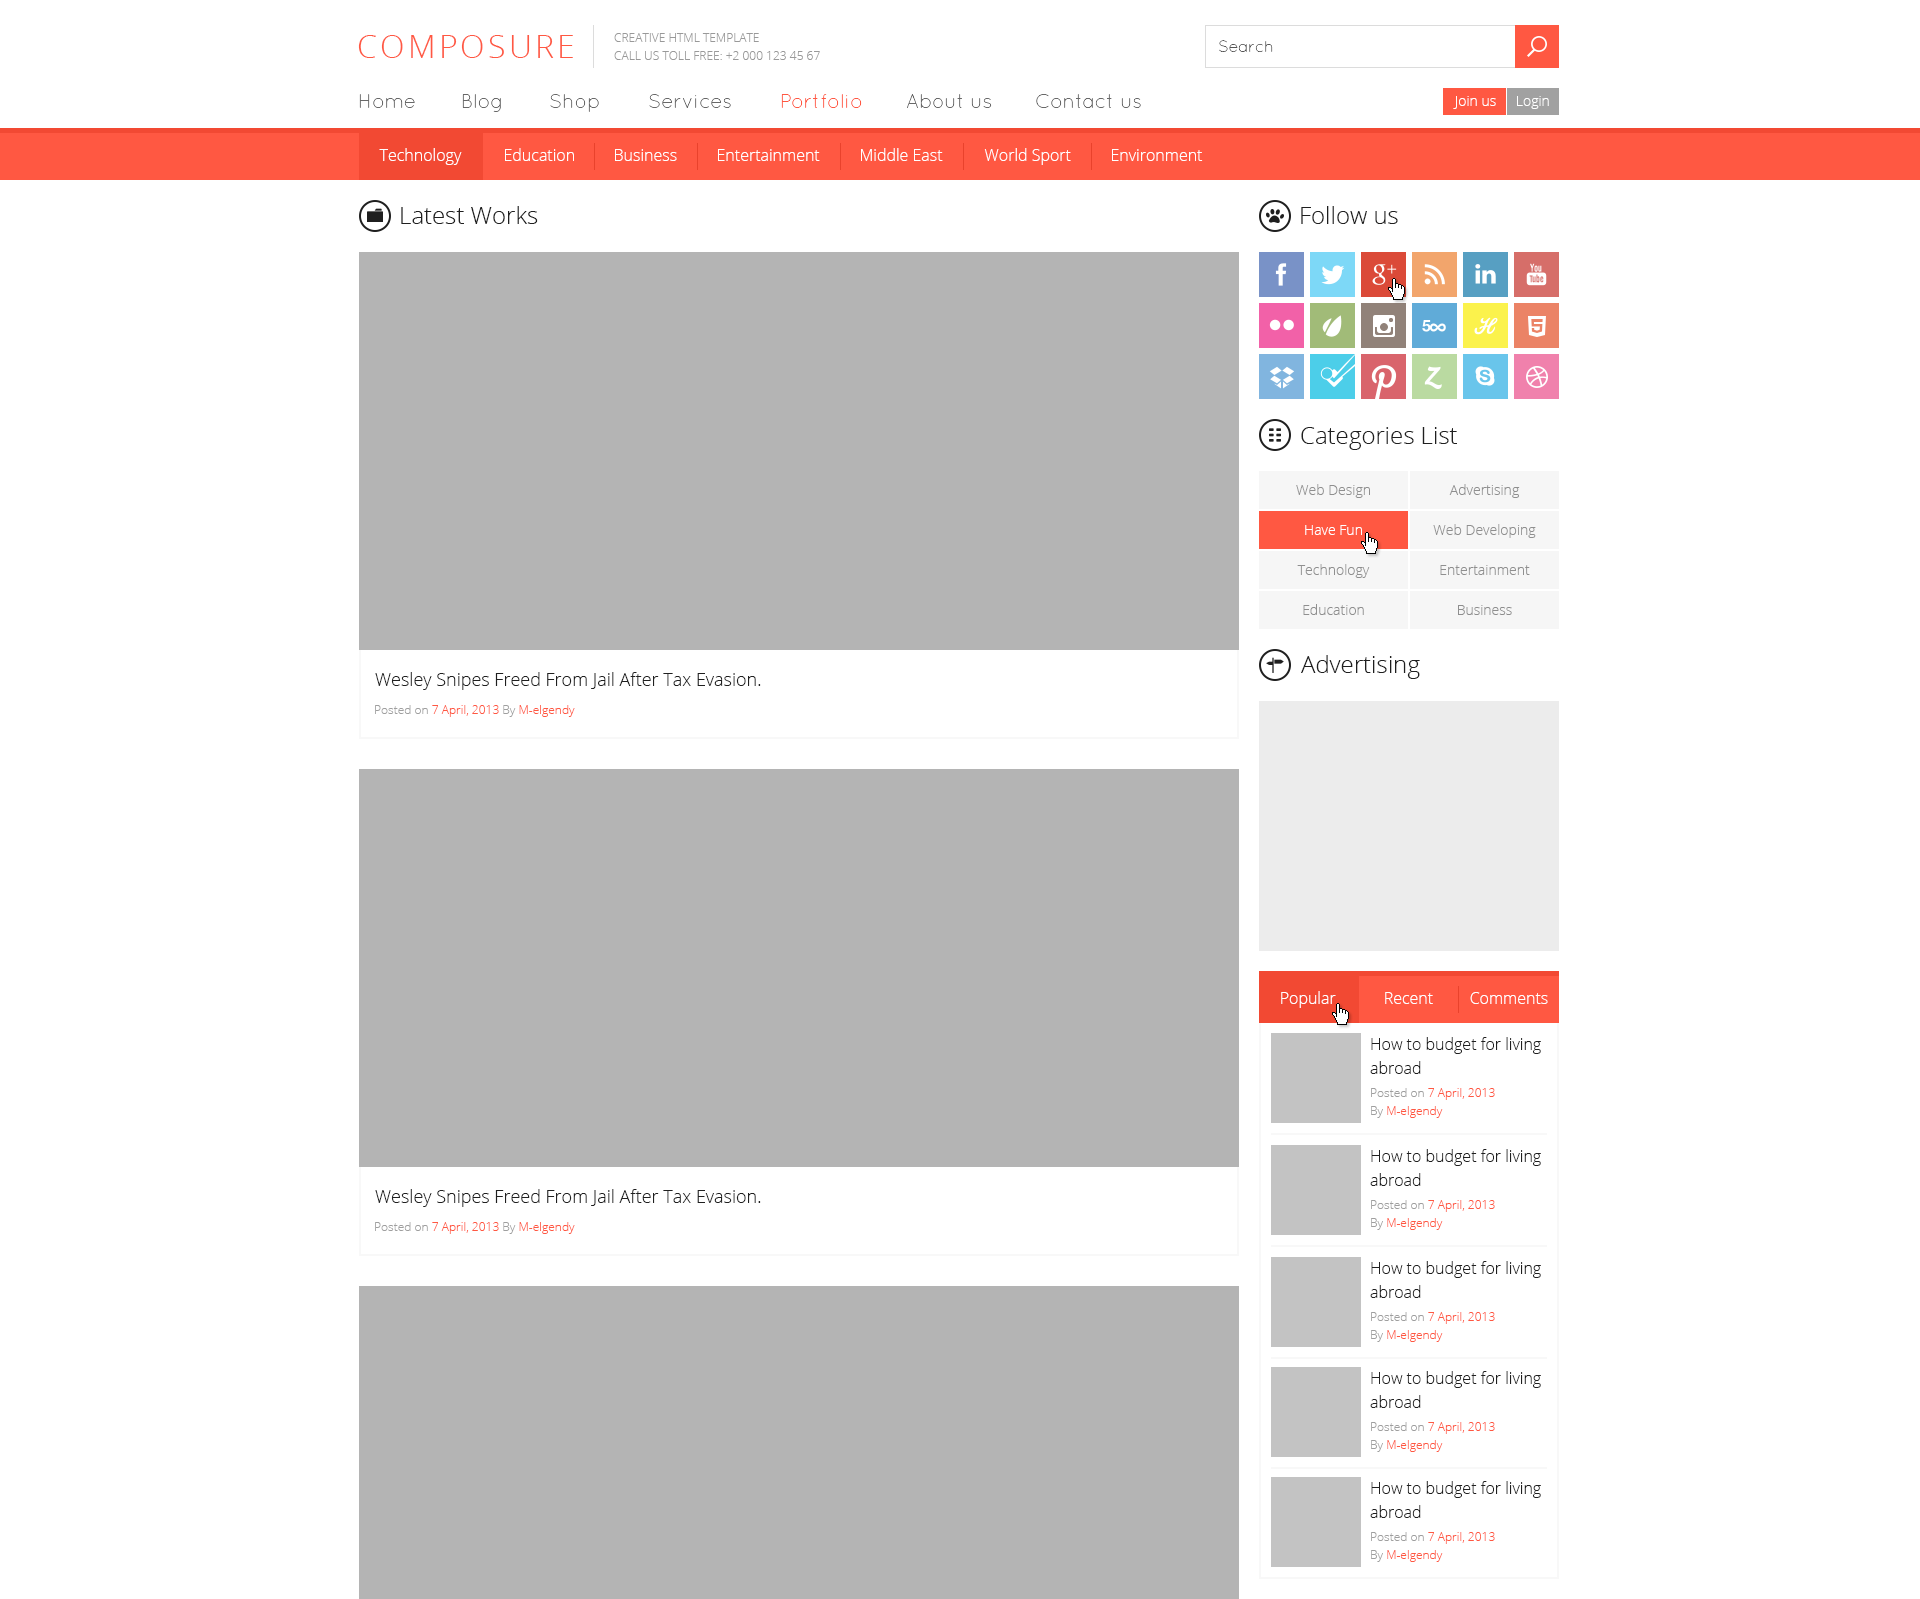 COMPOSURE
CREATIVE HTML TEMPLATE
CALL US TOLL FREE: +2 000 123 45 67
Search
Home Blog Shop Services Portfolio About us Contact us
Join us Login
Technology Education Business Entertainment Middle East World Sport Environment
Latest Works
Wesley Snipes Freed From Jail After Tax Evasion.
Posted on 7 April, 2013 By M-elgendy
Wesley Snipes Freed From Jail After Tax Evasion.
Posted on 7 April, 2013 By M-elgendy
Follow us
f g+ in You Tube
500 H 5
Categories List
Web Design Advertising
Have Fun Web Developing
Technology Entertainment
Education Business
Advertising
Popular Recent Comments
How to budget for living
abroad
Posted on 7 April, 2013
By M-elgendy
How to budget for living
abroad
Posted on 7 April, 2013
By M-elgendy
How to budget for living
abroad
Posted on 7 April, 2013
By M-elgendy
How to budget for living
abroad
Posted on 7 April, 2013
By M-elgendy
How to budget for living
abroad
Posted on 7 April, 2013
By M-elgendy